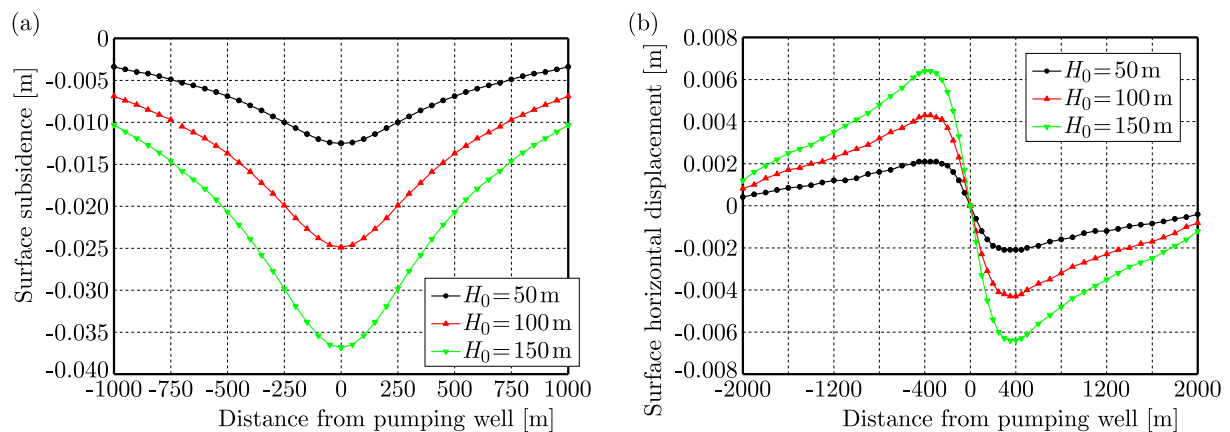 (a)
Surface subsidence [m]
0
-0.005
-0.010
-0.015
-0.020
-0.025
-0.030
-0.035
-0.040
-1000 -750 -500 -250 0 250 500 750 1000
Distance from pumping well [m]
H₀ = 50 m
H₀ = 100 m
H₀ = 150 m
(b)
Surface horizontal displacement [m]
0.008
0.006
0.004
0.002
0
-0.002
-0.004
-0.006
-0.008
-2000 -1200 -400 0 400 1200 2000
Distance from pumping well [m]
H₀ = 50 m
H₀ = 100 m
H₀ = 150 m